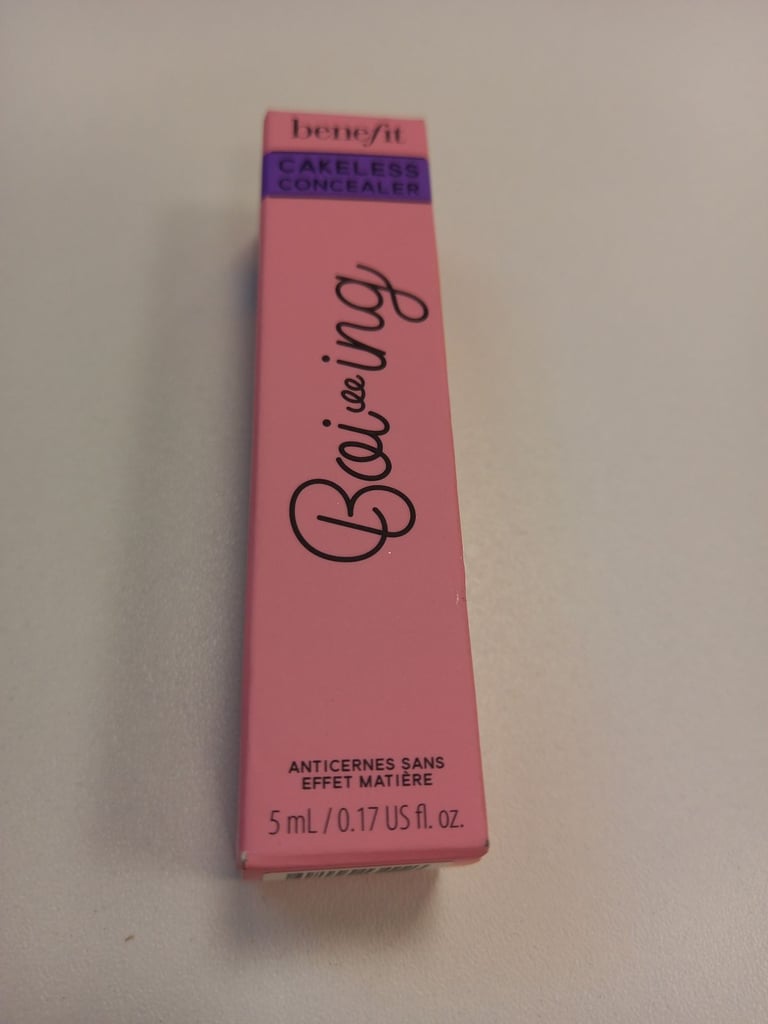 benefit
CAKELESS
CONCEALER
Boi-ing
ANTICERNES SANS
EFFET MATIÈRE
5 mL / 0.17 US fl. oz.